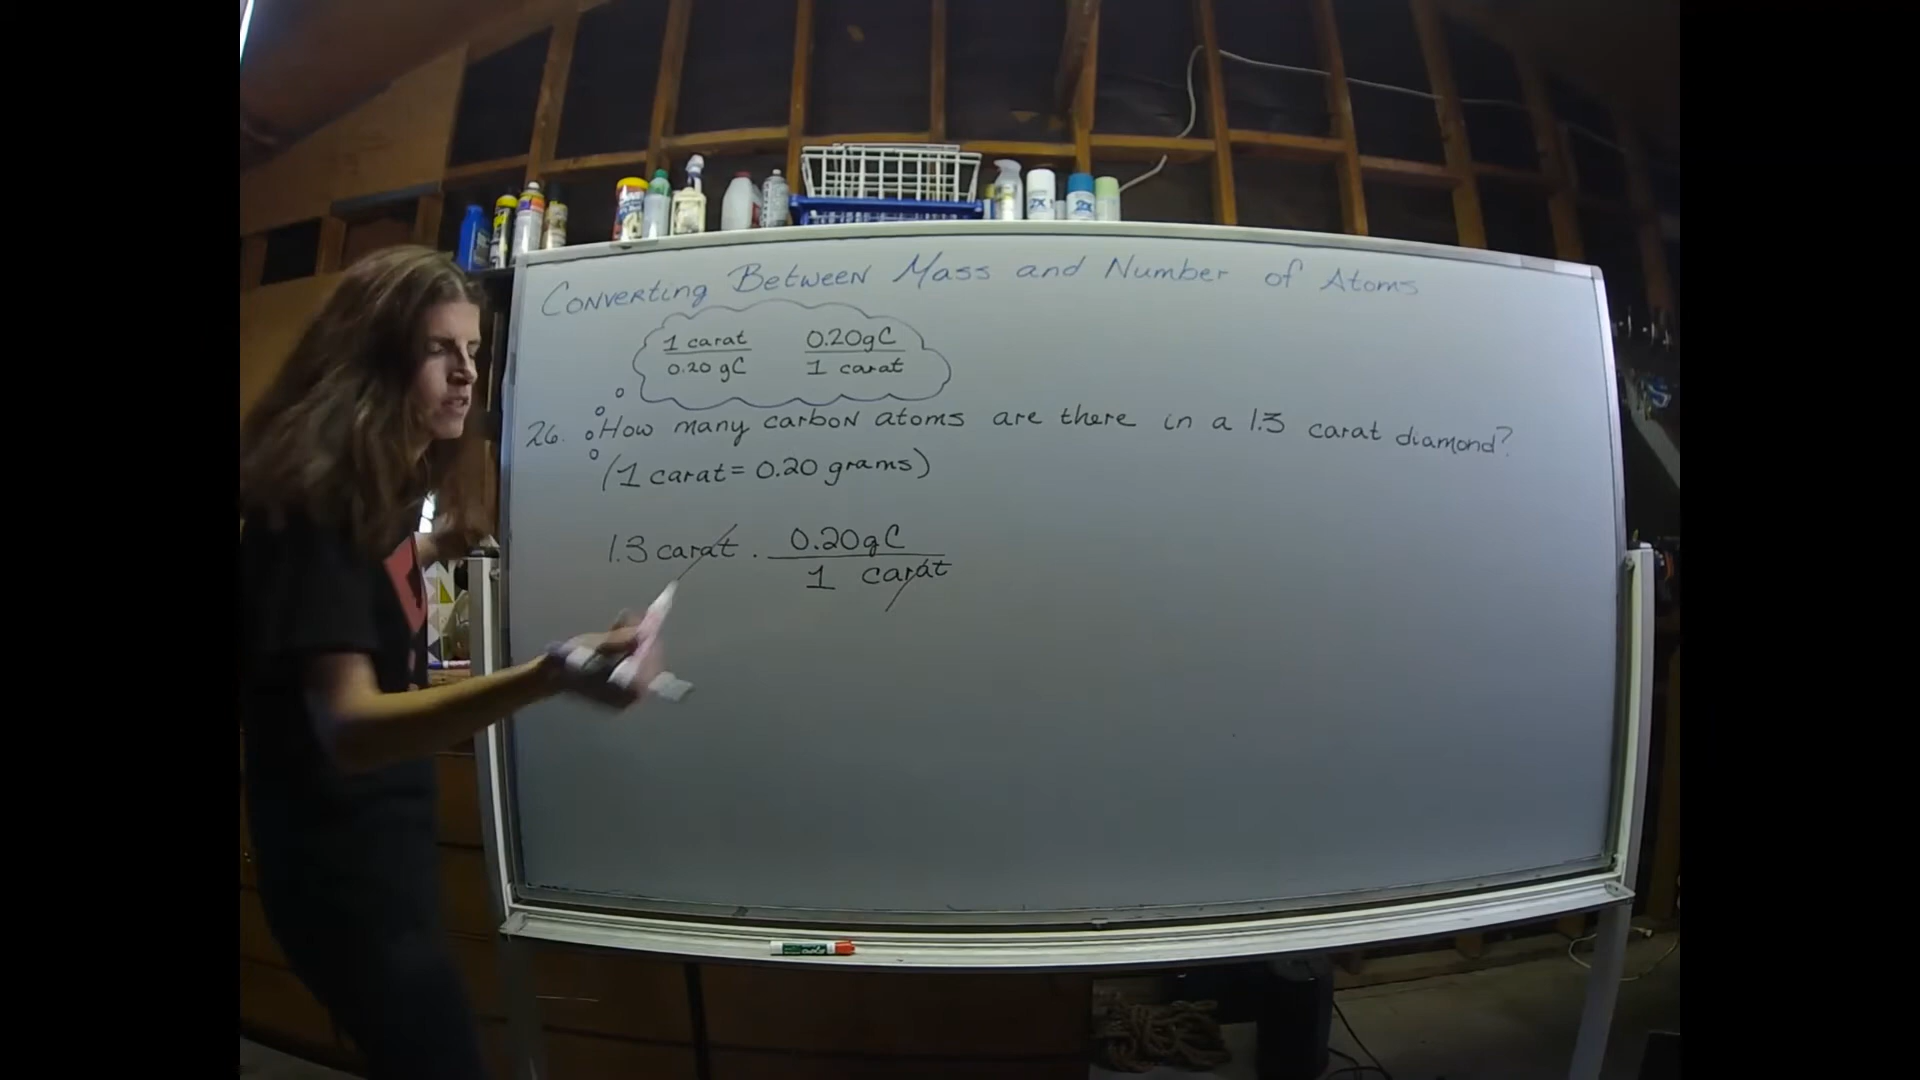 Converting Between Mass and Number of Atoms
1 carat
0.20 gC
0.20gC
1 carat
26. How many carbon atoms are there in a 1.3 carat diamond?
(1 carat = 0.20 grams)
1.3 carat . 0.20gC
1 carat
2X
2X